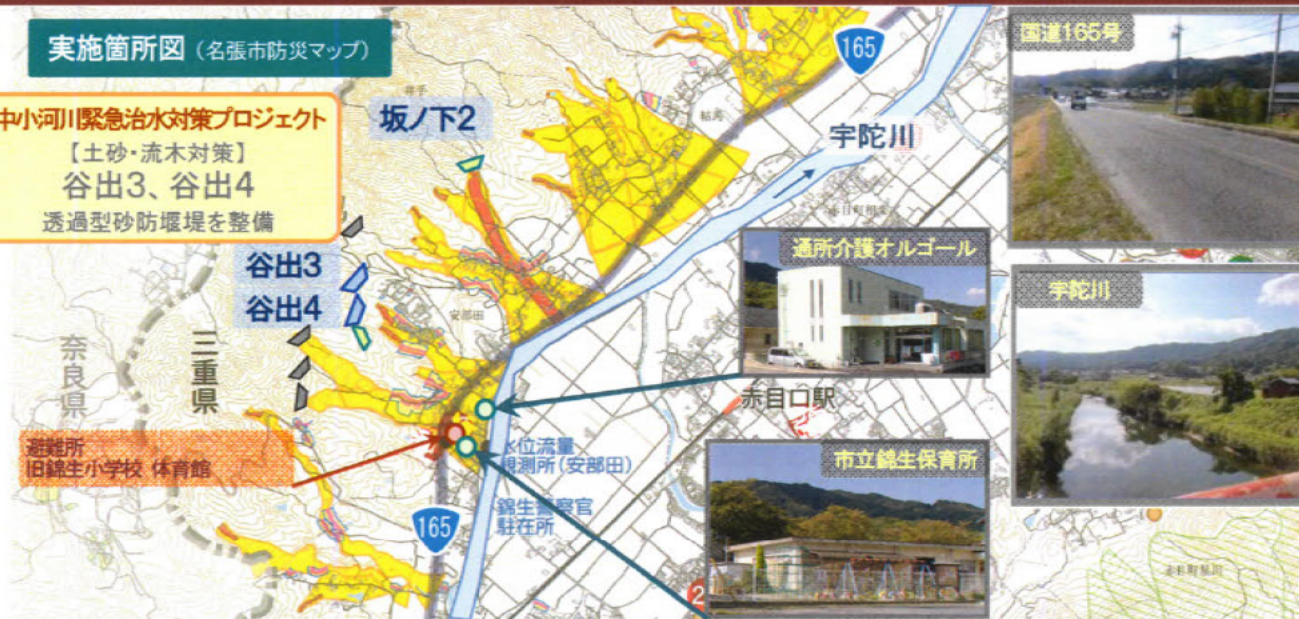 実施箇所図（名張市防災マップ）
中小河川緊急治水対策プロジェクト
【土砂・流木対策】
谷出3、谷出4
透過型砂防堰堤を整備
坂ノ下2
165
宇陀川
国道165号
谷出3
谷出4
安部田
通所介護オルゴール
宇陀川
奈良県
三重県
赤目口駅
避難所
旧錦生小学校 体育館
水位流量
観測所（安部田）
市立錦生保育所
錦生警察官
駐在所
165
2